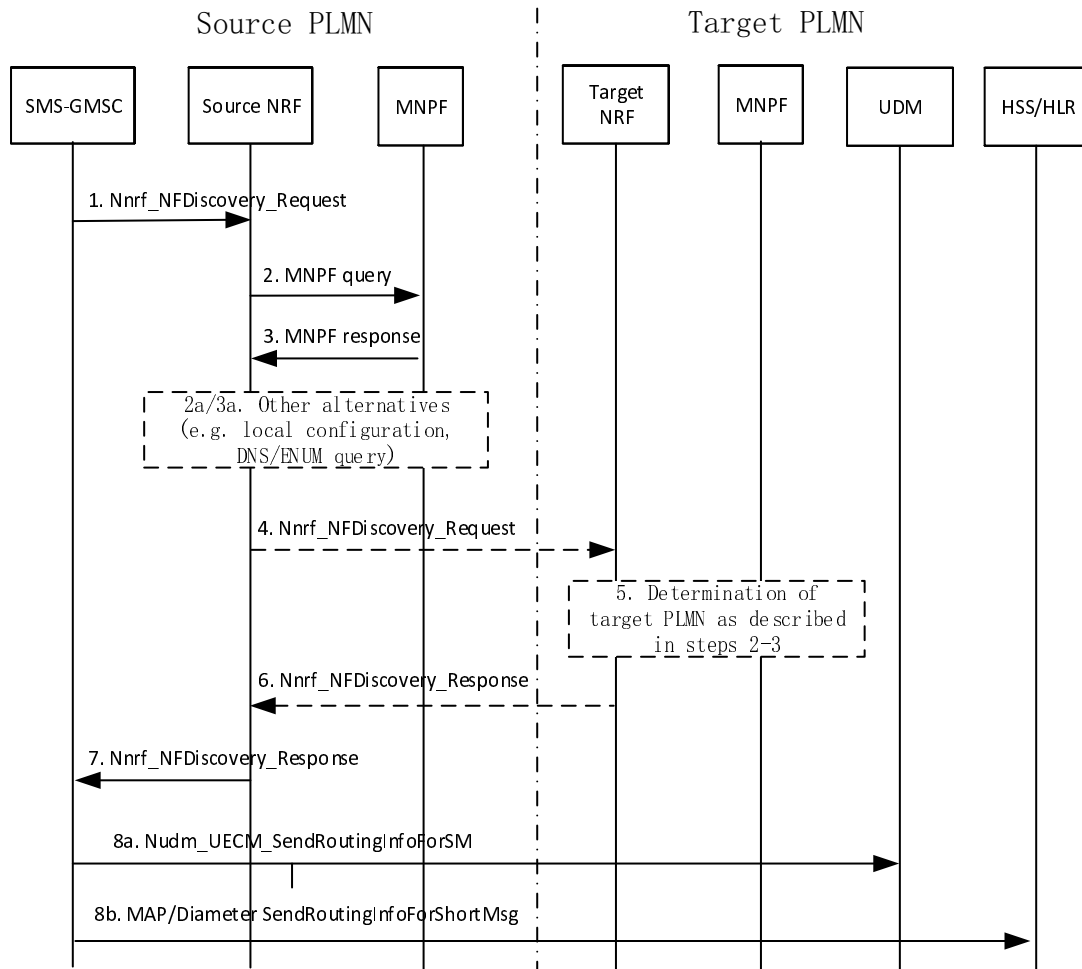 Source PLMN
Target PLMN
SMS-GMSC
Source NRF
MNPF
Target
NRF
MNPF
UDM
HSS/HLR
1. Nnrf_NFDiscovery_Request
2. MNPF query
3. MNPF response
2a/3a. Other alternatives
(e.g. local configuration,
DNS/ENUM query)
4. Nnrf_NFDiscovery_Request
5. Determination of
target PLMN as described
in steps 2-3
6. Nnrf_NFDiscovery_Response
7. Nnrf_NFDiscovery_Response
8a. Nudm_UECM_SendRoutingInfoForSM
8b. MAP/Diameter SendRoutingInfoForShortMsg